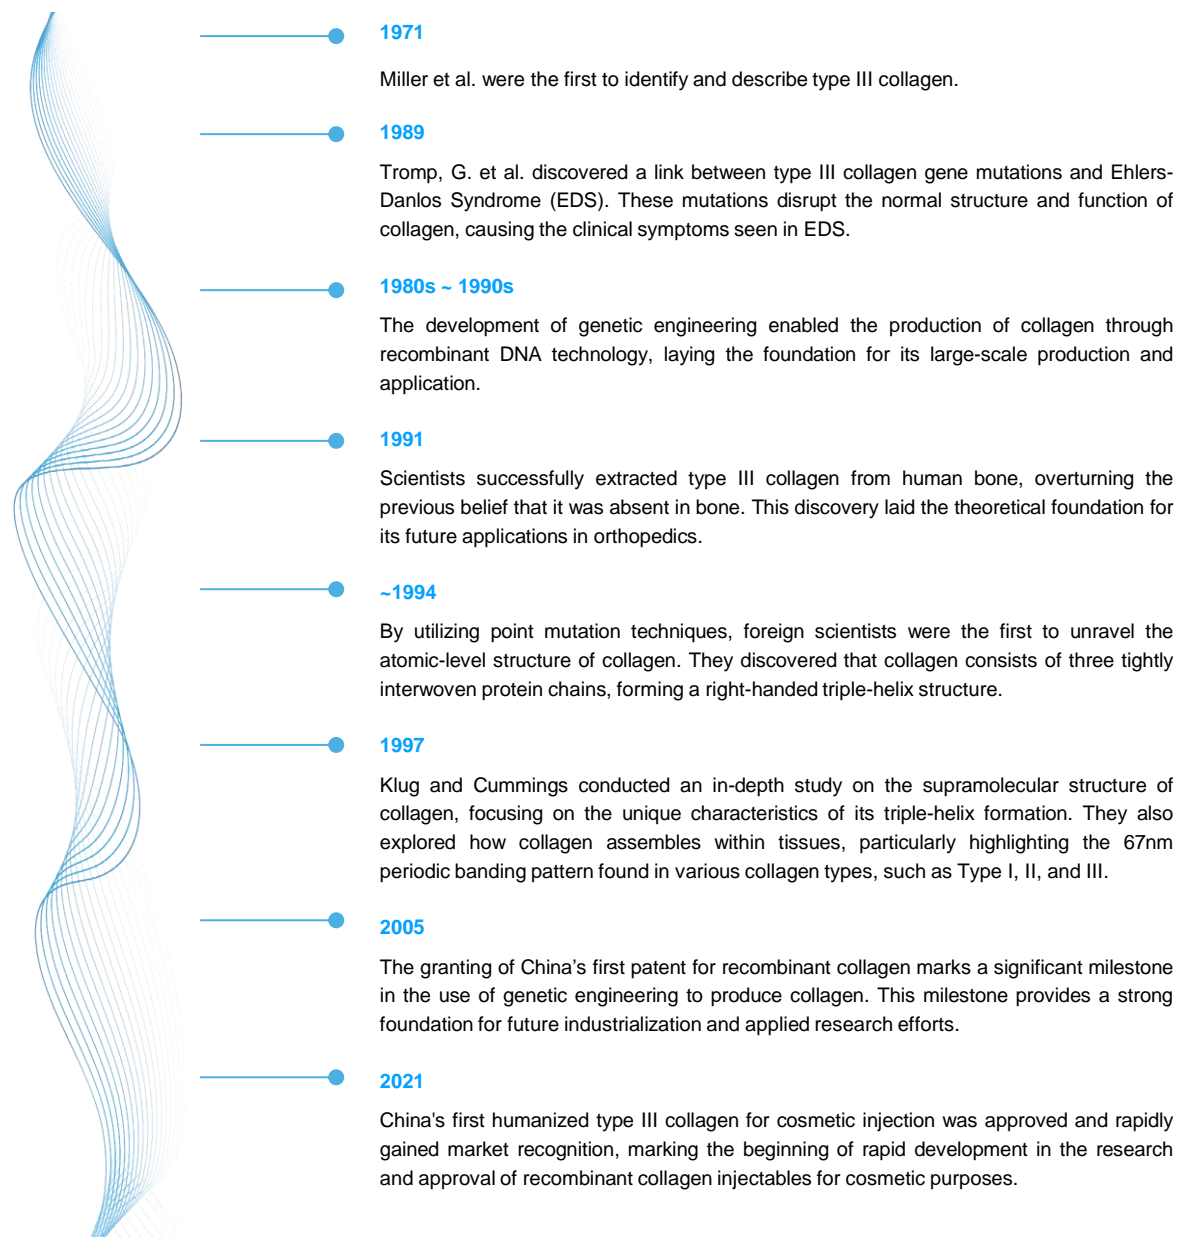 1971
Miller et al. were the first to identify and describe type III collagen.
1989
Tromp, G. et al. discovered a link between type III collagen gene mutations and Ehlers-
Danlos Syndrome (EDS). These mutations disrupt the normal structure and function of
collagen, causing the clinical symptoms seen in EDS.
1980s ~ 1990s
The development of genetic engineering enabled the production of collagen through
recombinant DNA technology, laying the foundation for its large-scale production and
application.
1991
Scientists successfully extracted type III collagen from human bone, overturning the
previous belief that it was absent in bone. This discovery laid the theoretical foundation for
its future applications in orthopedics.
~1994
By utilizing point mutation techniques, foreign scientists were the first to unravel the
atomic-level structure of collagen. They discovered that collagen consists of three tightly
interwoven protein chains, forming a right-handed triple-helix structure.
1997
Klug and Cummings conducted an in-depth study on the supramolecular structure of
collagen, focusing on the unique characteristics of its triple-helix formation. They also
explored how collagen assembles within tissues, particularly highlighting the 67nm
periodic banding pattern found in various collagen types, such as Type I, II, and III.
2005
The granting of China’s first patent for recombinant collagen marks a significant milestone
in the use of genetic engineering to produce collagen. This milestone provides a strong
foundation for future industrialization and applied research efforts.
2021
China's first humanized type III collagen for cosmetic injection was approved and rapidly
gained market recognition, marking the beginning of rapid development in the research
and approval of recombinant collagen injectables for cosmetic purposes.